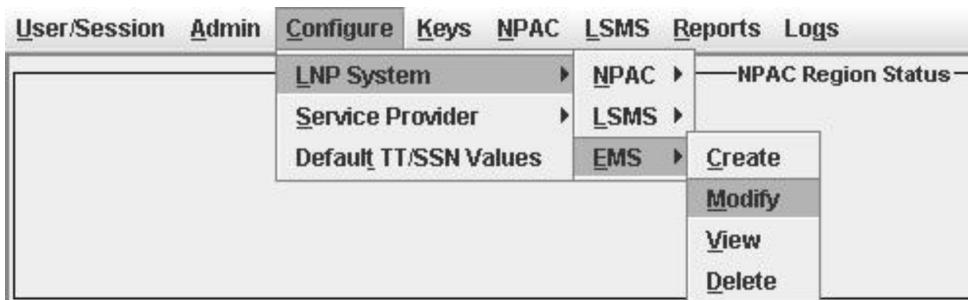 User/Session Admin Configure Keys NPAC LSMS Reports Logs
LNP System NPAC NPAC Region Status
Service Provider LSMS
Default TT/SSN Values EMS Create
Modify
View
Delete